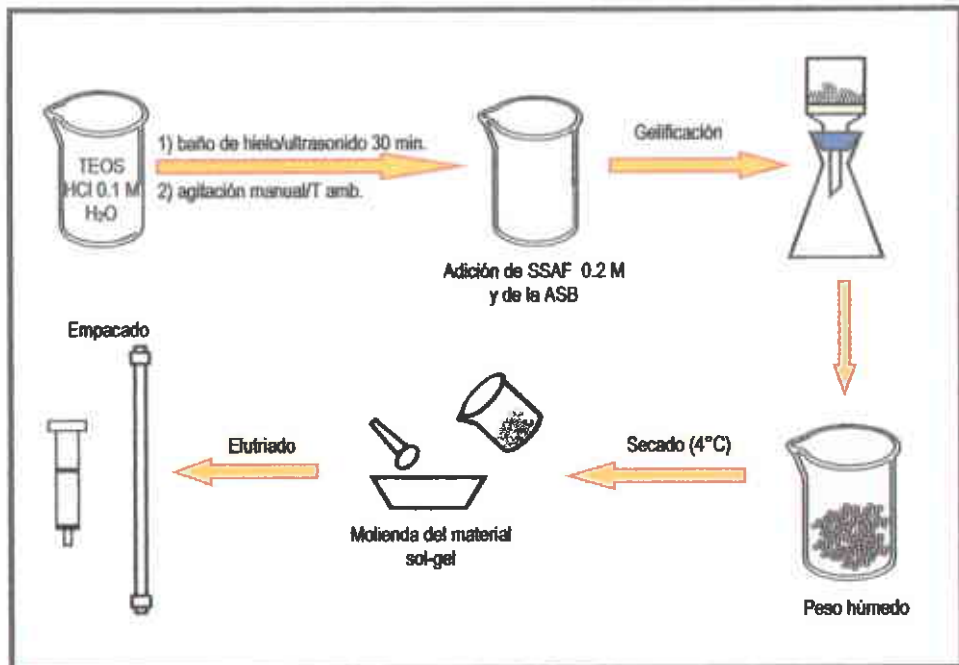 TEOS
HCl 0.1 M
H₂O
1) baño de hielo/ultrasonido 30 min.
2) agitación manual/T amb.
Adición de SSAF 0.2 M
y de la ASB
Gelificación
Peso húmedo
Secado (4°C)
Molienda del material
sol-gel
Elutriado
Empacado